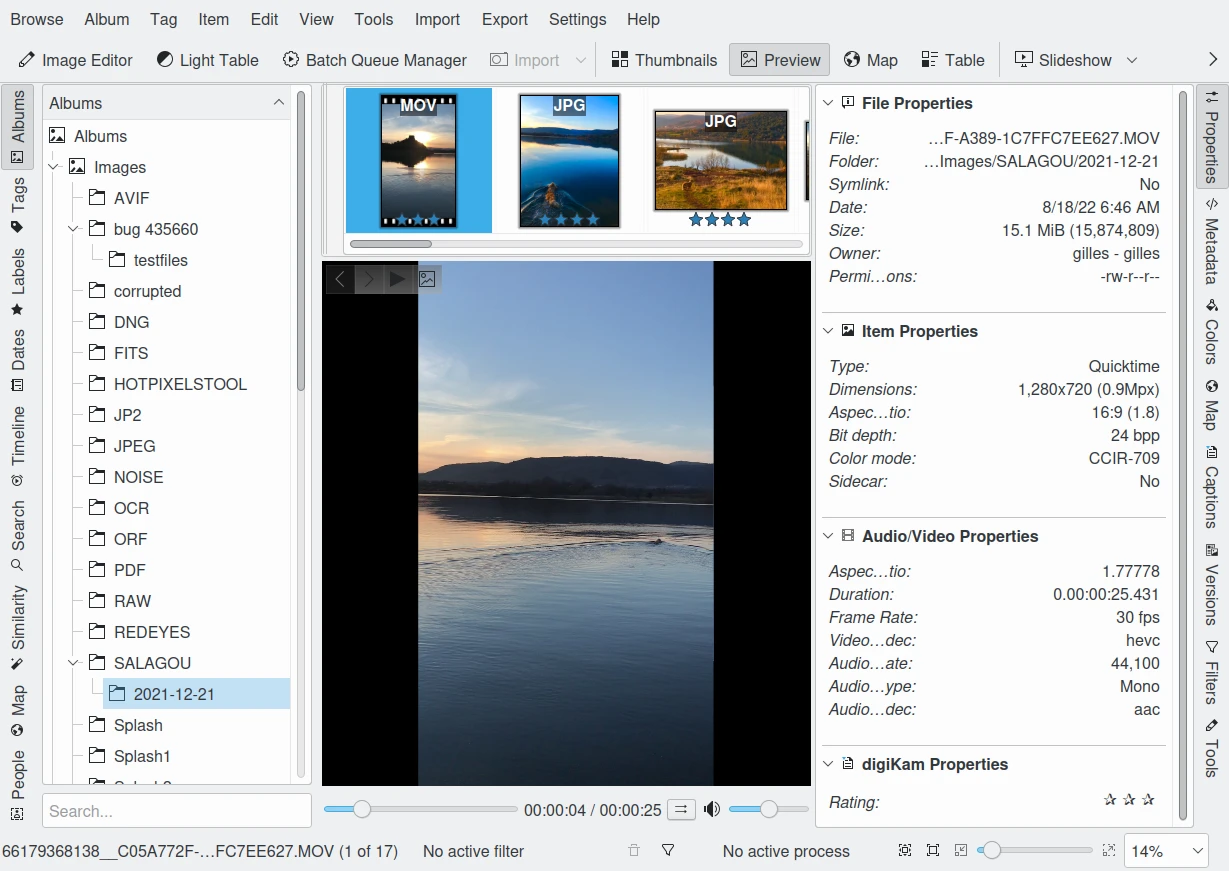 Browse Album Tag Item Edit View Tools Import Export Settings Help
Image Editor Light Table Batch Queue Manager Import Thumbnails Preview Map Table Slideshow
Albums
Tags
Labels
Dates
Timeline
Search
Similarity
Map
People
Albums
Albums
Images
AVIF
bug 435660
testfiles
corrupted
DNG
FITS
HOTPIXELSTOOL
JP2
JPEG
NOISE
OCR
ORF
PDF
RAW
REDEYES
SALAGOU
2021-12-21
Splash
Splash1
Search...
MOV JPG JPG
00:00:04 / 00:00:25
File Properties
File: …F-A389-1C7FFC7EE627.MOV
Folder: …Images/SALAGOU/2021-12-21
Symlink: No
Date: 8/18/22 6:46 AM
Size: 15.1 MiB (15,874,809)
Owner: gilles - gilles
Permi…ons: -rw-r--r--
Item Properties
Type: Quicktime
Dimensions: 1,280x720 (0.9Mpx)
Aspec…tio: 16:9 (1.8)
Bit depth: 24 bpp
Color mode: CCIR-709
Sidecar: No
Audio/Video Properties
Aspec…tio: 1.77778
Duration: 0.00:00:25.431
Frame Rate: 30 fps
Video…dec: hevc
Audio…ate: 44,100
Audio…ype: Mono
Audio…dec: aac
digiKam Properties
Rating:
Properties
Metadata
Colors
Map
Captions
Versions
Filters
Tools
66179368138__C05A772F-…FC7EE627.MOV (1 of 17) No active filter No active process 14%